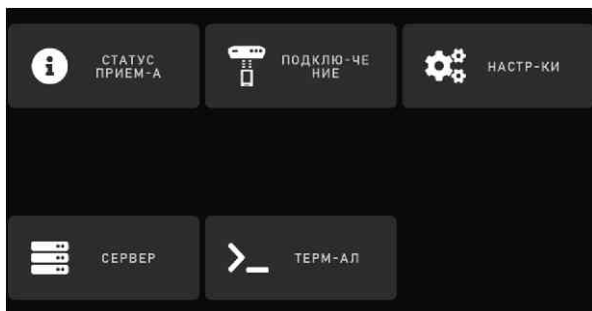 СТАТУС
ПРИЕМ-А
ПОДКЛЮ-ЧЕ
НИЕ
НАСТР-КИ
СЕРВЕР
ТЕРМ-АЛ